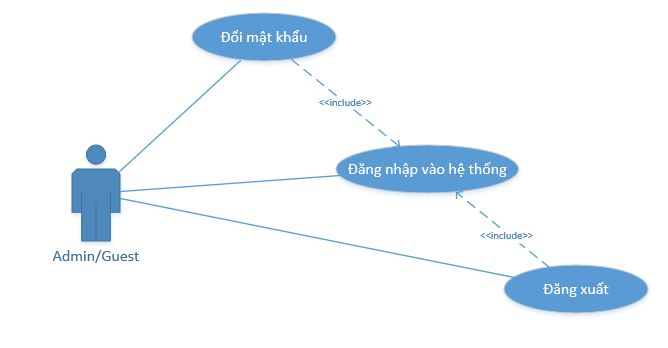 Đổi mật khẩu
<<include>>
Đăng nhập vào hệ thống
<<include>>
Admin/Guest
Đăng xuất